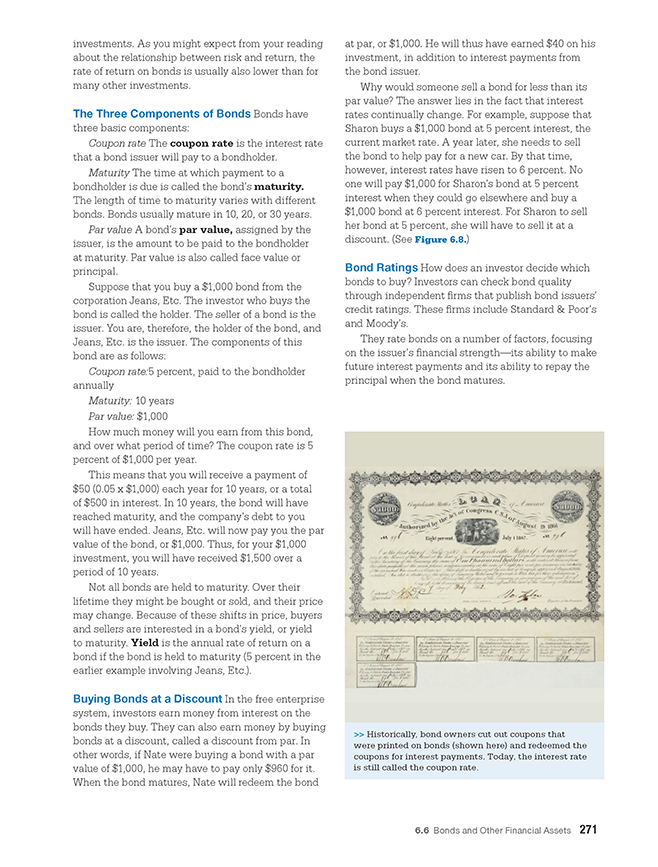 investments. As you might expect from your reading
about the relationship between risk and return, the
rate of return on bonds is usually also lower than for
many other investments.
The Three Components of Bonds Bonds have
three basic components:
Coupon rate The coupon rate is the interest rate
that a bond issuer will pay to a bondholder.
Maturity The time at which payment to a
bondholder is due is called the bond's maturity.
The length of time to maturity varies with different
bonds. Bonds usually mature in 10, 20, or 30 years.
Par value A bond's par value, assigned by the
issuer, is the amount to be paid to the bondholder
at maturity. Par value is also called face value or
principal.
Suppose that you buy a $1,000 bond from the
corporation Jeans, Etc. The investor who buys the
bond is called the holder. The seller of a bond is the
issuer. You are, therefore, the holder of the bond, and
Jeans, Etc. is the issuer. The components of this
bond are as follows:
Coupon rate:5 percent, paid to the bondholder
annually
Maturity: 10 years
Par value: $1,000
How much money will you earn from this bond,
and over what period of time? The coupon rate is 5
percent of $1,000 per year.
This means that you will receive a payment of
$50 (0.05 x $1,000) each year for 10 years, or a total
of $500 in interest. In 10 years, the bond will have
reached maturity, and the company's debt to you
will have ended. Jeans, Etc. will now pay you the par
value of the bond, or $1,000. Thus, for your $1,000
investment, you will have received $1,500 over a
period of 10 years.
Not all bonds are held to maturity. Over their
lifetime they might be bought or sold, and their price
may change. Because of these shifts in price, buyers
and sellers are interested in a bond's yield, or yield
to maturity. Yield is the annual rate of return on a
bond if the bond is held to maturity (5 percent in the
earlier example involving Jeans, Etc.).
Buying Bonds at a Discount In the free enterprise
system, investors earn money from interest on the
bonds they buy. They can also earn money by buying
bonds at a discount, called a discount from par. In
other words, if Nate were buying a bond with a par
value of $1,000, he may have to pay only $960 for it.
When the bond matures, Nate will redeem the bond
at par, or $1,000. He will thus have earned $40 on his
investment, in addition to interest payments from
the bond issuer.
Why would someone sell a bond for less than its
par value? The answer lies in the fact that interest
rates continually change. For example, suppose that
Sharon buys a $1,000 bond at 5 percent interest, the
current market rate. A year later, she needs to sell
the bond to help pay for a new car. By that time,
however, interest rates have risen to 6 percent. No
one will pay $1,000 for Sharon's bond at 5 percent
interest when they could go elsewhere and buy a
$1,000 bond at 6 percent interest. For Sharon to sell
her bond at 5 percent, she will have to sell it at a
discount. (See Figure 6.8.)
Bond Ratings How does an investor decide which
bonds to buy? Investors can check bond quality
through independent firms that publish bond issuers'
credit ratings. These firms include Standard & Poor's
and Moody's.
They rate bonds on a number of factors, focusing
on the issuer's financial strength—its ability to make
future interest payments and its ability to repay the
principal when the bond matures.
LOAN
Confederate States of America
Authorized by the Act of Congress C.S.A. of August 19 1861
Eight per cent
>> Historically, bond owners cut out coupons that
were printed on bonds (shown here) and redeemed the
coupons for interest payments. Today, the interest rate
is still called the coupon rate.
6.6 Bonds and Other Financial Assets 271